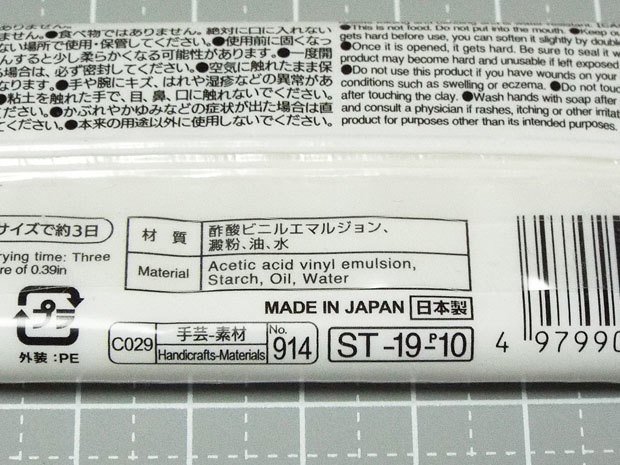 ません。●食べ物ではありません。絶対に口に入れない
ない場所で使用・保管してください。●使用前に固くなっ
んすると少し柔らかくなる可能性があります。●一度開
る場合は、必ず密封してください。●空気に触れたまま保
なります。●手や腕にキズ、はれや湿疹などの異常があ
●粘土を触れた手で、目、鼻、口に触れないでください。
●かぶれやかゆみなどの症状が出た場合は直
ください。●本来の用途以外に使用しないでください。
●This is not food. Do not put into the mouth. ●Keep ou
gets hard before use, you can soften it slightly by double
●Once it is opened, it gets hard. Be sure to seal it w
product may become hard and unusable if left exposed
●Do not use this product if you have wounds on your
conditions such as swelling or eczema. ●Do not touc
after touching the clay. ●Wash hands with soap after
and consult a physician if rashes, itching or other irritat
product for purposes other than its intended purposes.
サイズで約3日
rying time: Three
re of 0.39in
材質 酢酸ビニルエマルジョン、
澱粉、油、水
Material Acetic acid vinyl emulsion,
Starch, Oil, Water
MADE IN JAPAN 日本製
プラ
外装:PE
C029 手芸-素材 Handicrafts-Materials No. 914
ST-19-P10
4 97990